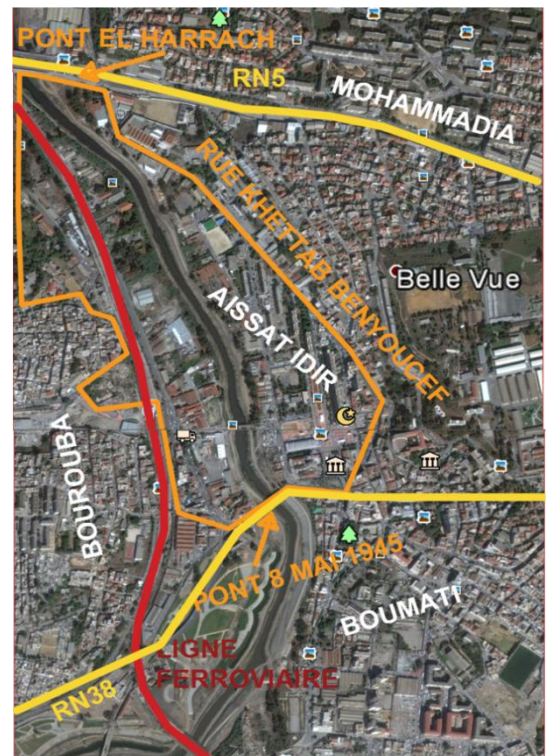 PONT EL HARRACH
RN5
MOHAMMADIA
RUE KHETTAB BENYOUCEF
Belle Vue
AISSAT IDIR
BOUROUBA
PONT 8 MAI 1945
BOUMATI
LIGNE
FERROVIAIRE
RN38